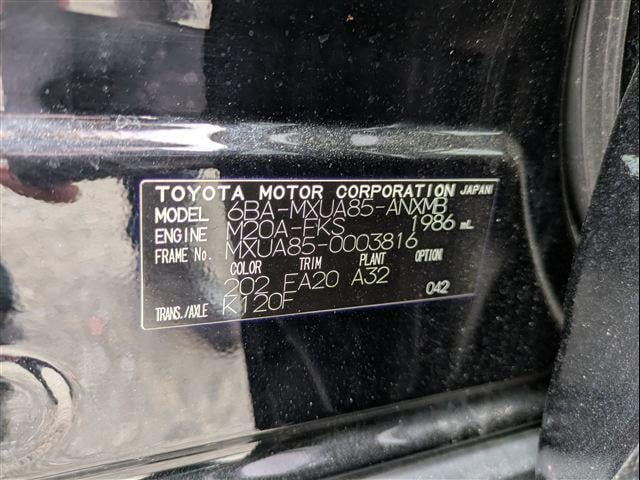 TOYOTA MOTOR CORPORATION JAPAN
MODEL 6BA-MXUA85-ANXMB
ENGINE M20A-FKS 1986 mL
FRAME No. MXUA85-0003816
COLOR TRIM PLANT OPTION
202 EA20 A32 042
TRANS./AXLE K120F